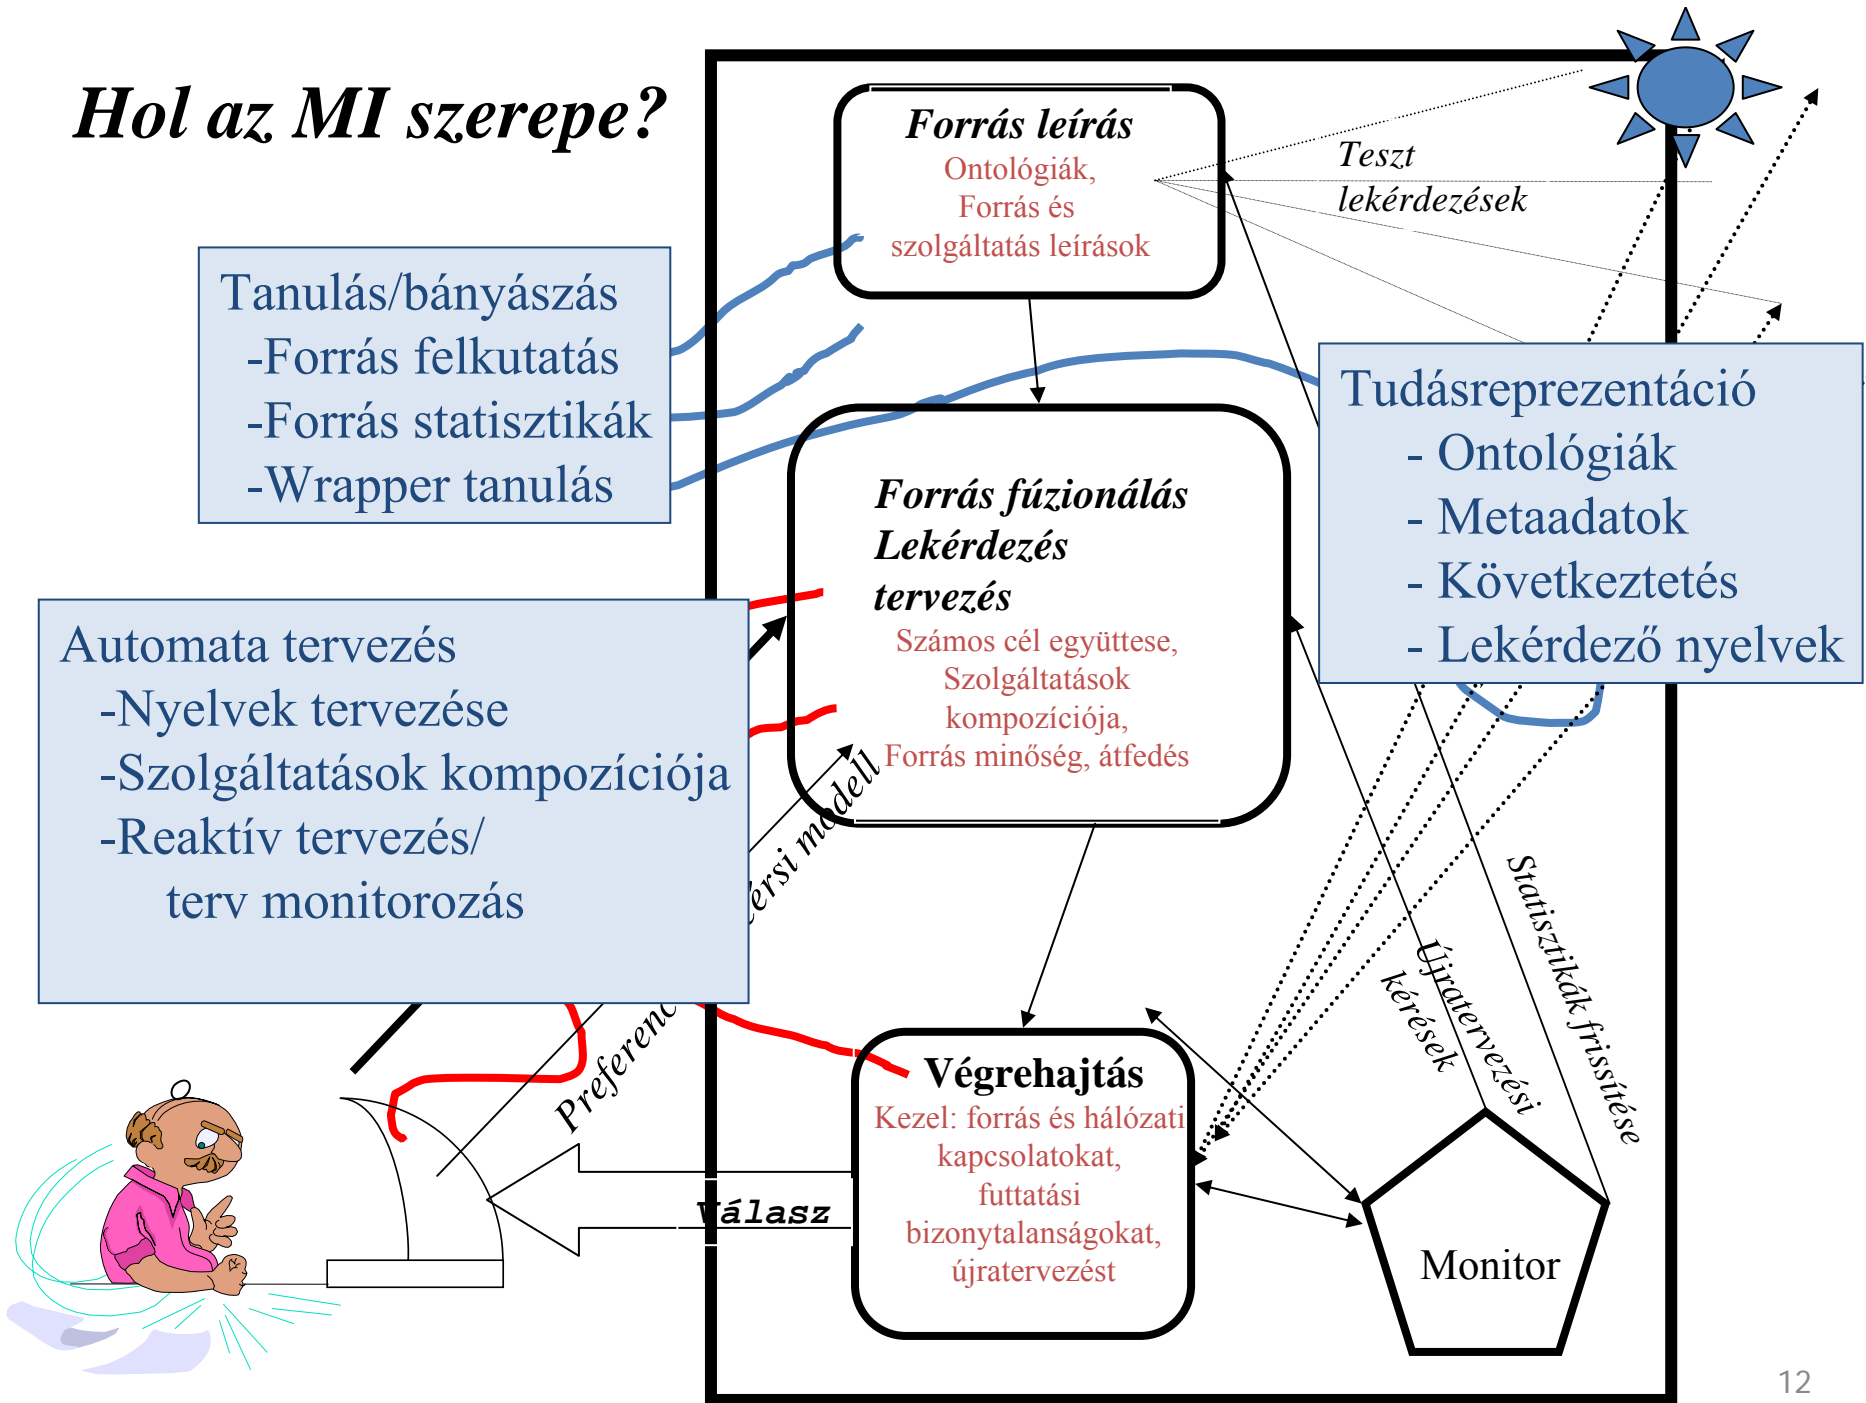 Hol az MI szerepe?
Forrás leírás
Ontológiák,
Forrás és
szolgáltatás leírások
Teszt
lekérdezések
Tanulás/bányászás
-Forrás felkutatás
-Forrás statisztikák
-Wrapper tanulás
Tudásreprezentáció
- Ontológiák
- Metaadatok
- Következtetés
- Lekérdező nyelvek
Forrás fúzionálás
Lekérdezés
tervezés
Számos cél együttese,
Szolgáltatások
kompozíciója,
Forrás minőség, átfedés
Automata tervezés
-Nyelvek tervezése
-Szolgáltatások kompozíciója
-Reaktív tervezés/
terv monitorozás
modell
Újratervezési
kérések
Statisztikák frissítése
Végrehajtás
Kezel: forrás és hálózati
kapcsolatokat,
futtatási
bizonytalanságokat,
újratervezést
Válasz
Monitor
12